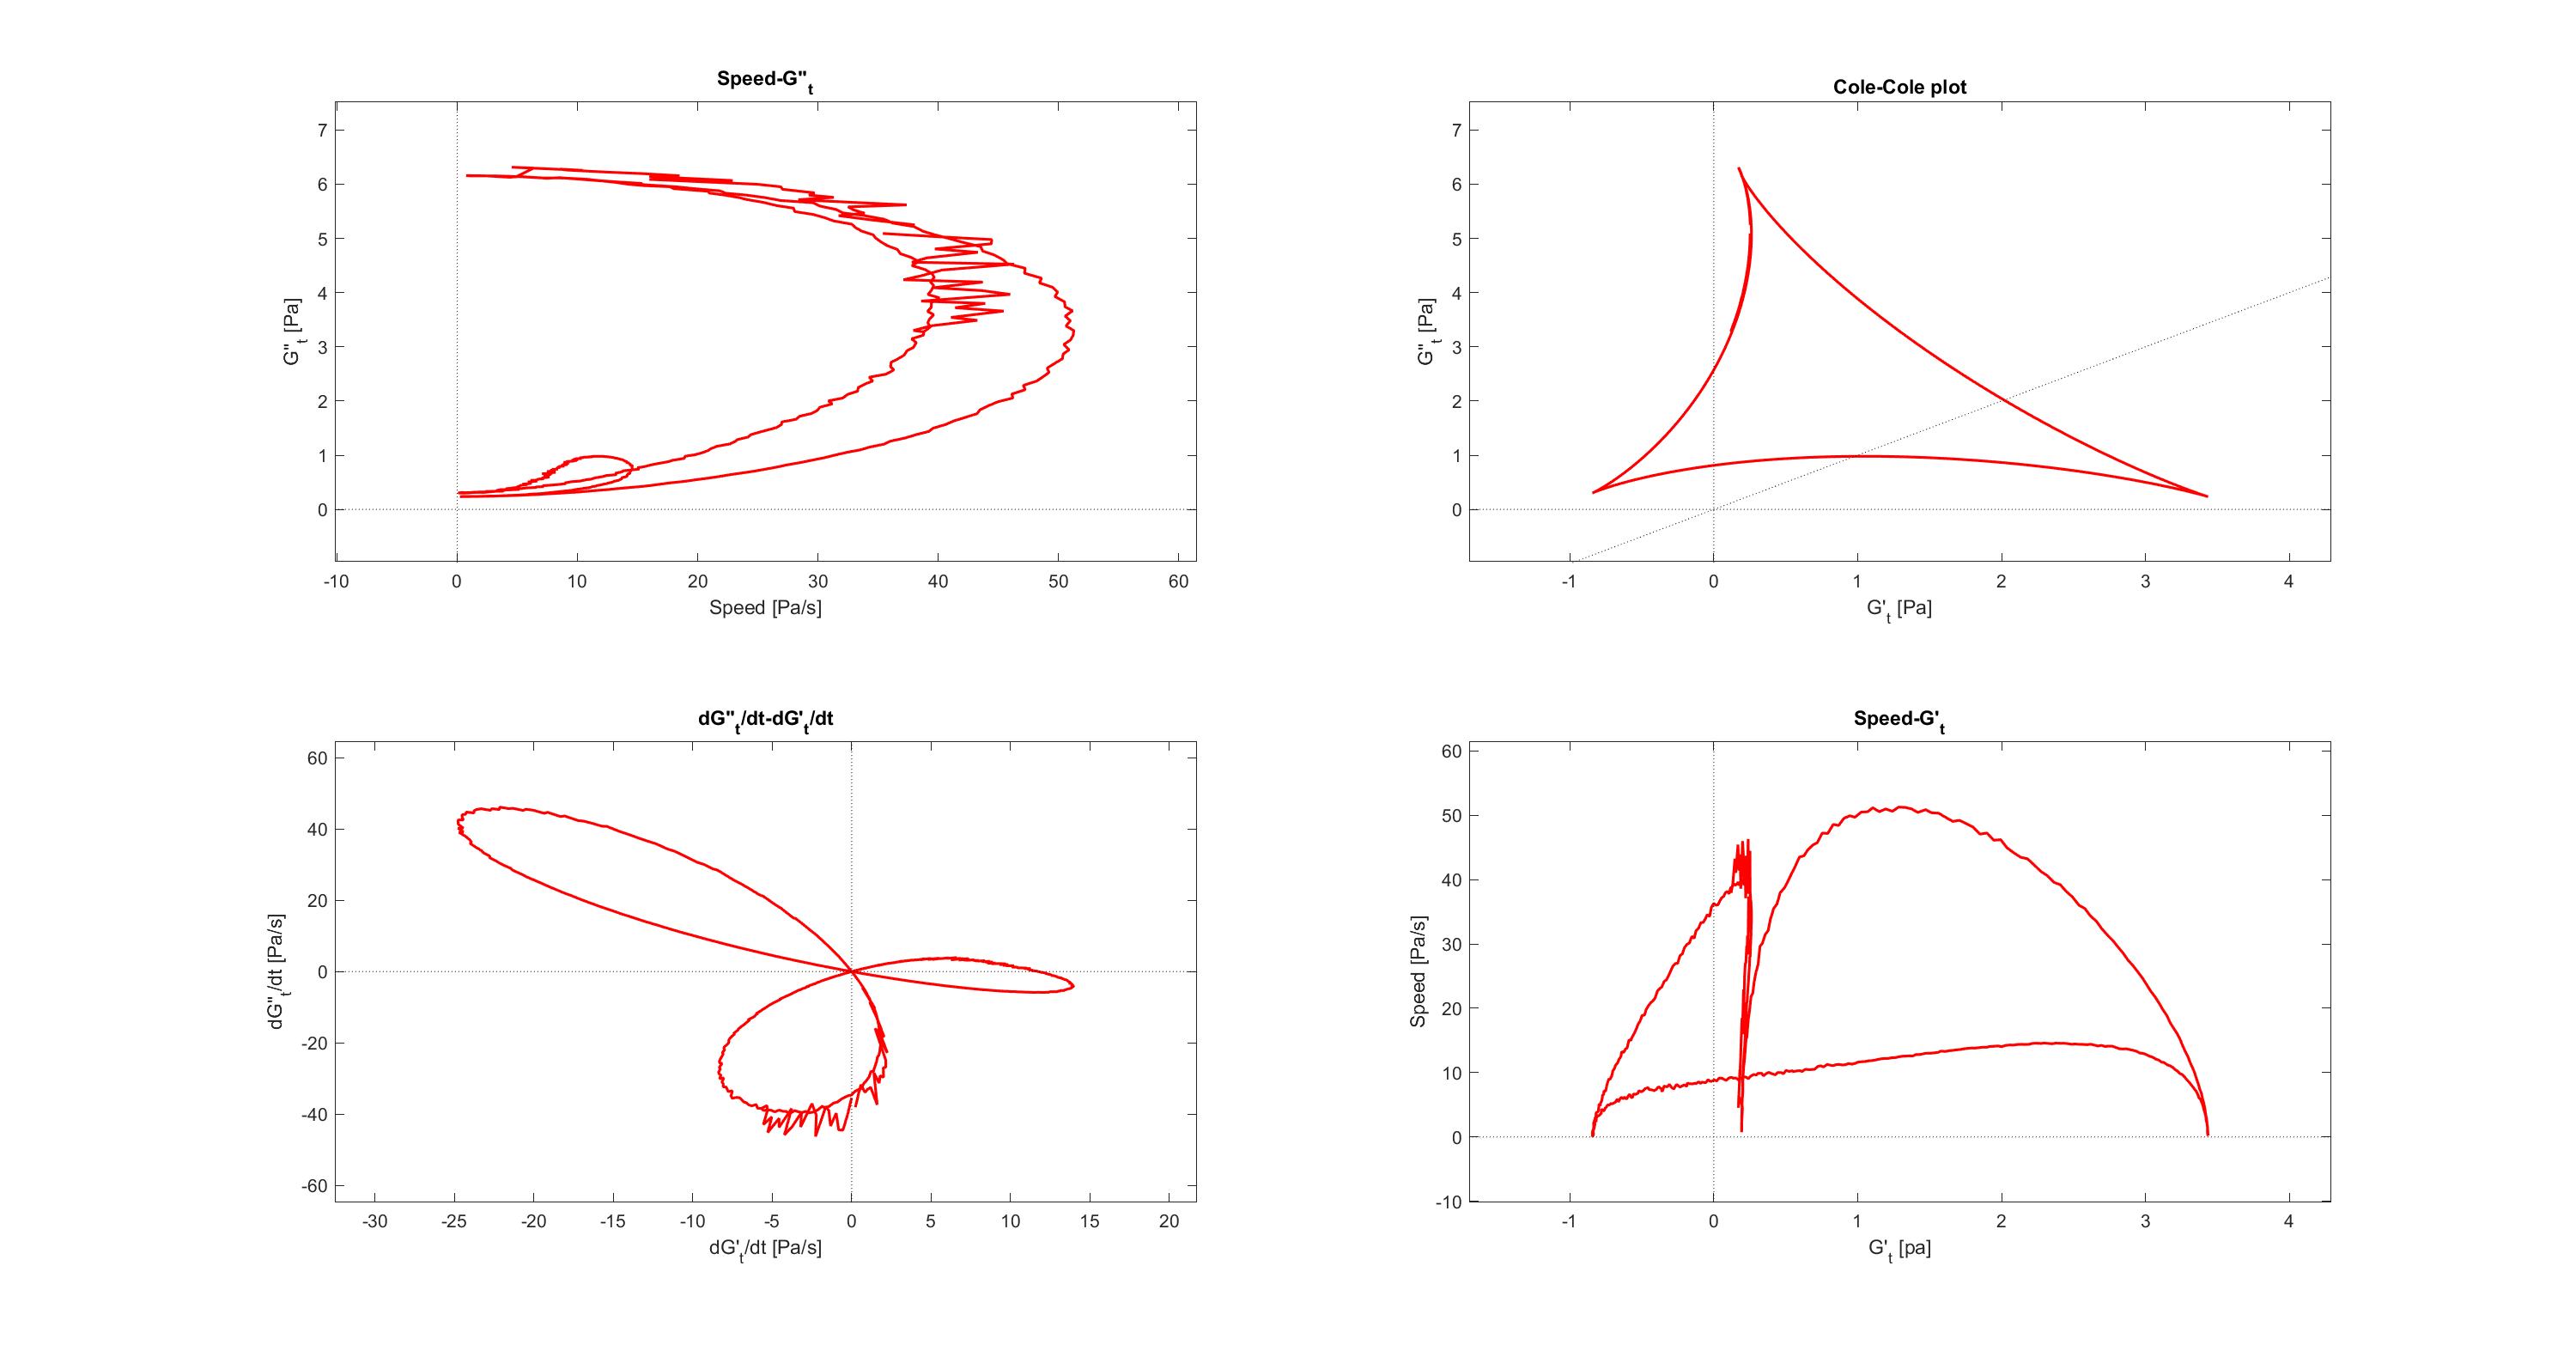 Speed-G"t
7
6
5
4
3
2
1
0
G"t [Pa]
-10 0 10 20 30 40 50 60
Speed [Pa/s]
Cole-Cole plot
7
6
5
4
3
2
1
0
G"t [Pa]
-1 0 1 2 3 4
G't [Pa]
dG"t/dt-dG't/dt
60
40
20
0
-20
-40
-60
dG"t/dt [Pa/s]
-30 -25 -20 -15 -10 -5 0 5 10 15 20
dG't/dt [Pa/s]
Speed-G't
60
50
40
30
20
10
0
-10
Speed [Pa/s]
-1 0 1 2 3 4
G't [pa]